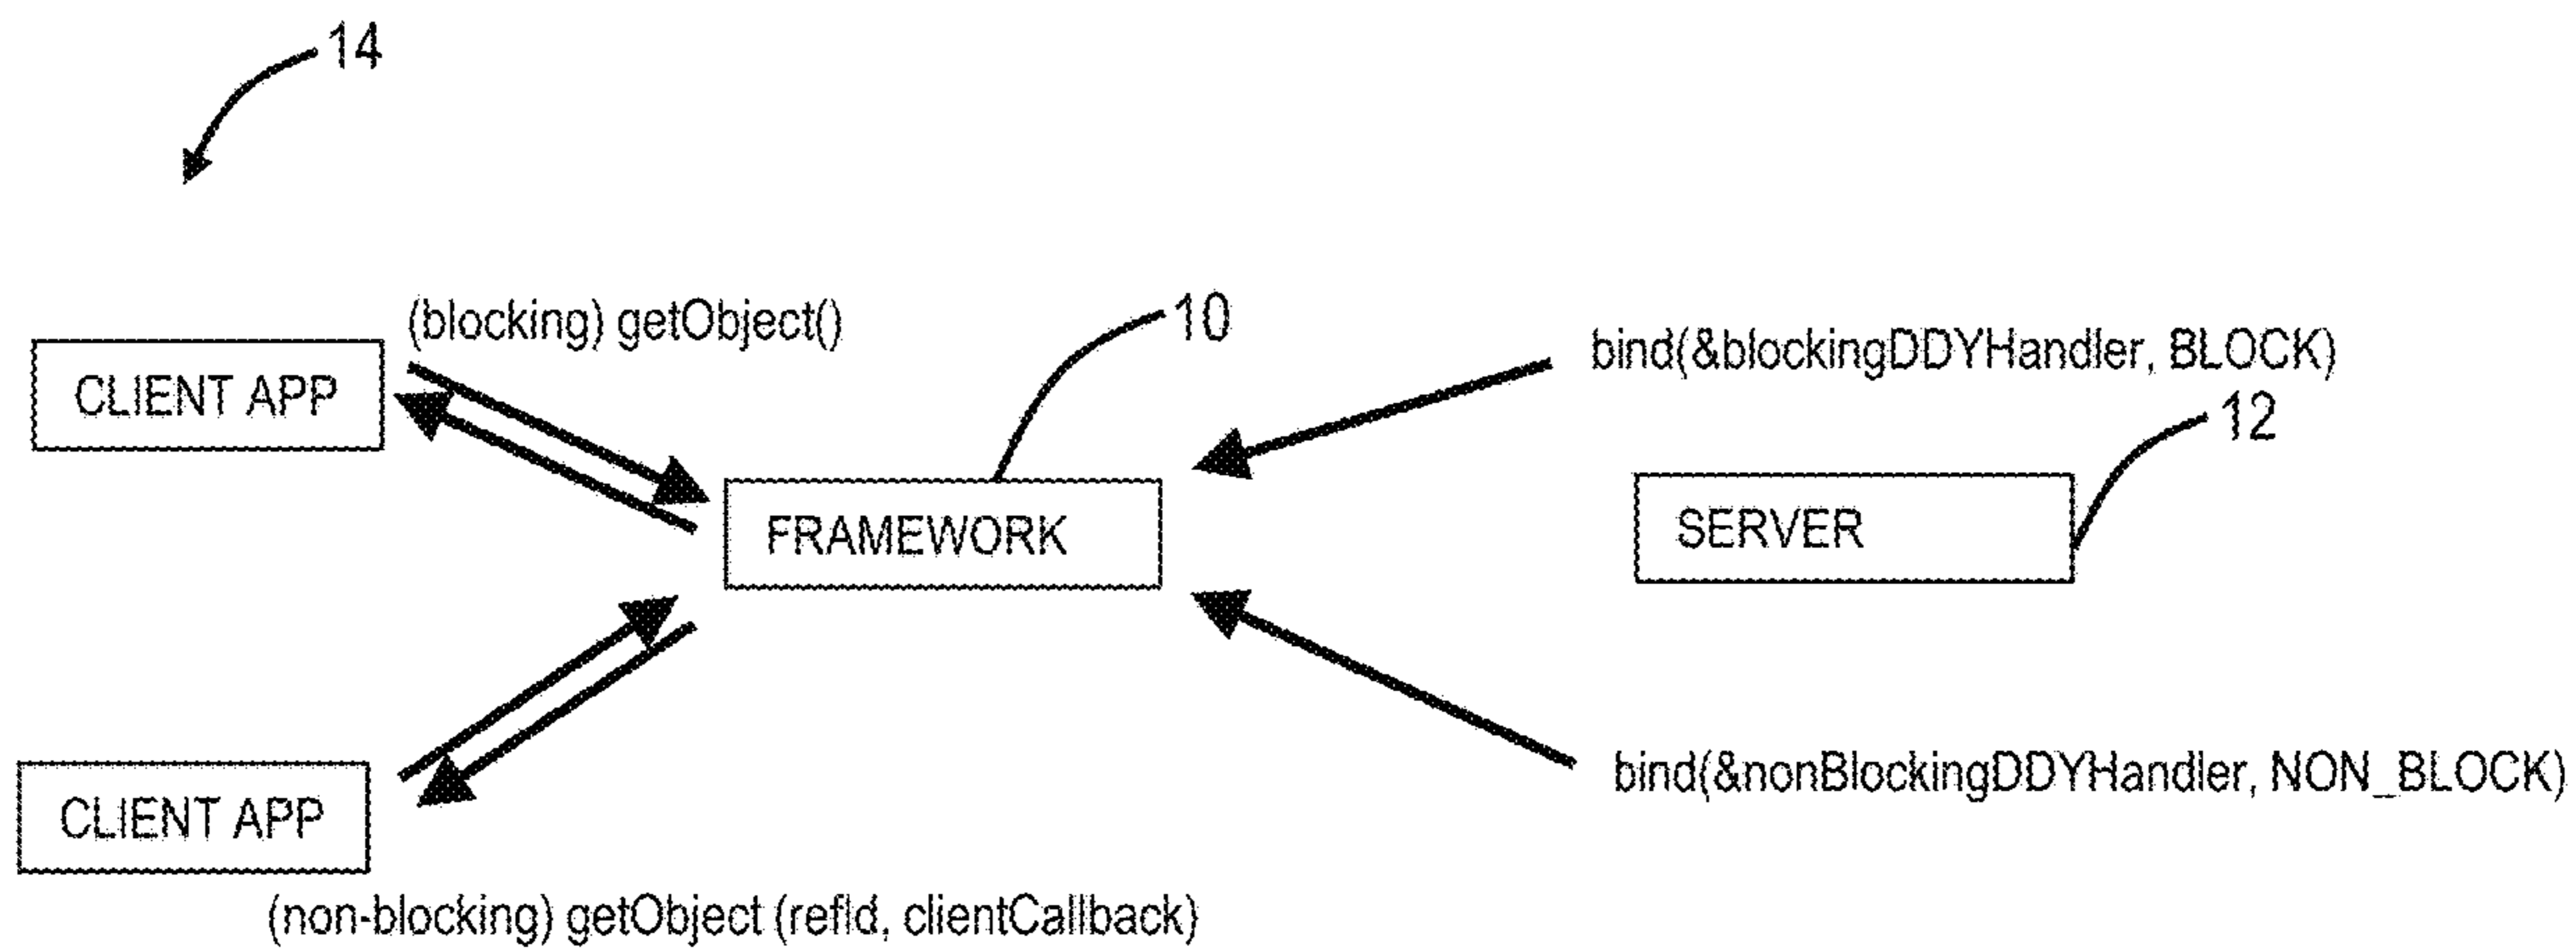 14
(blocking) getObject()
10
bind(&blockingDDYHandler, BLOCK)
CLIENT APP
12
FRAMEWORK
SERVER
bind(&nonBlockingDDYHandler, NON_BLOCK)
CLIENT APP
(non-blocking) getObject (refId, clientCallback)